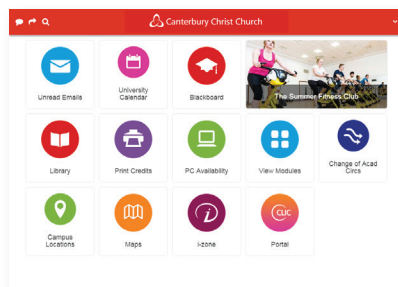 Canterbury Christ Church
Unread Emails
University
Calendar
Blackboard
The Summer Fitness Club
Library
Print Credits
PC Availability
View Modules
Change of Acad
Circs
Campus
Locations
Maps
i-zone
Portal
CLIC